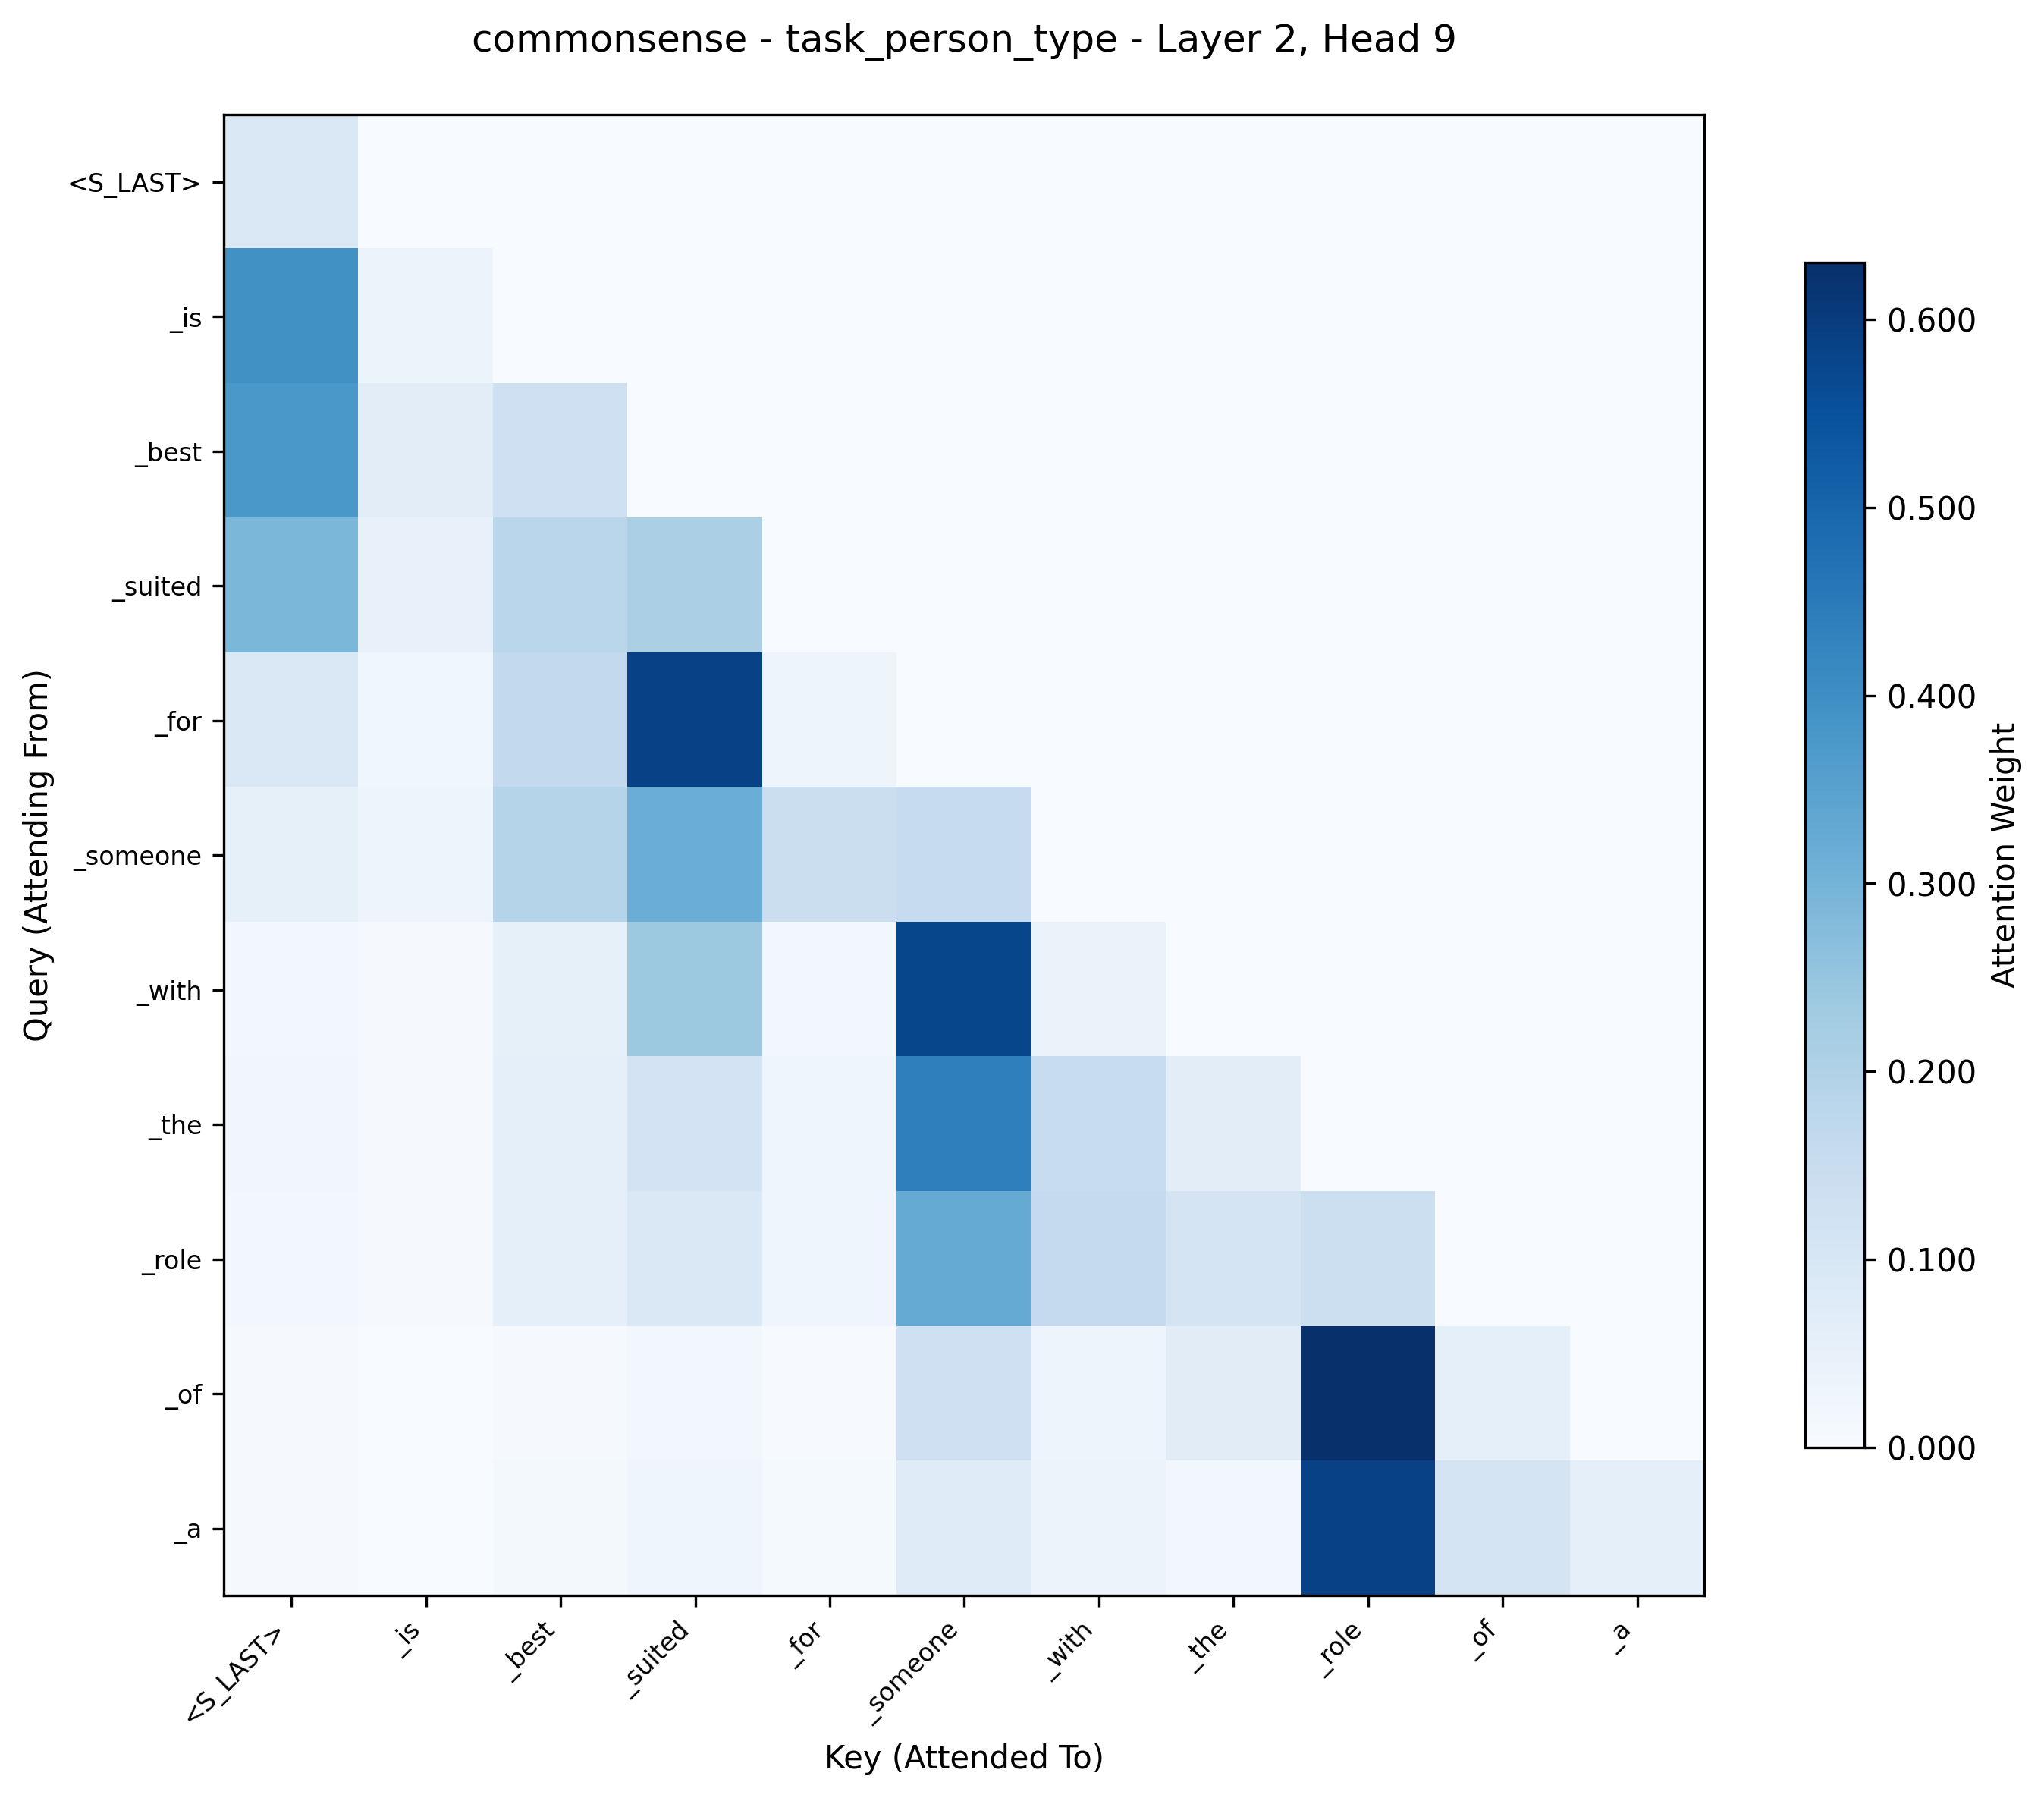 commonsense - task_person_type - Layer 2, Head 9
Query (Attending From)
<S_LAST>
_is
_best
_suited
_for
_someone
_with
_the
_role
_of
_a
<S_LAST>
_is
_best
_suited
_for
_someone
_with
_the
_role
_of
_a
Key (Attended To)
0.600
0.500
0.400
0.300
0.200
0.100
0.000
Attention Weight